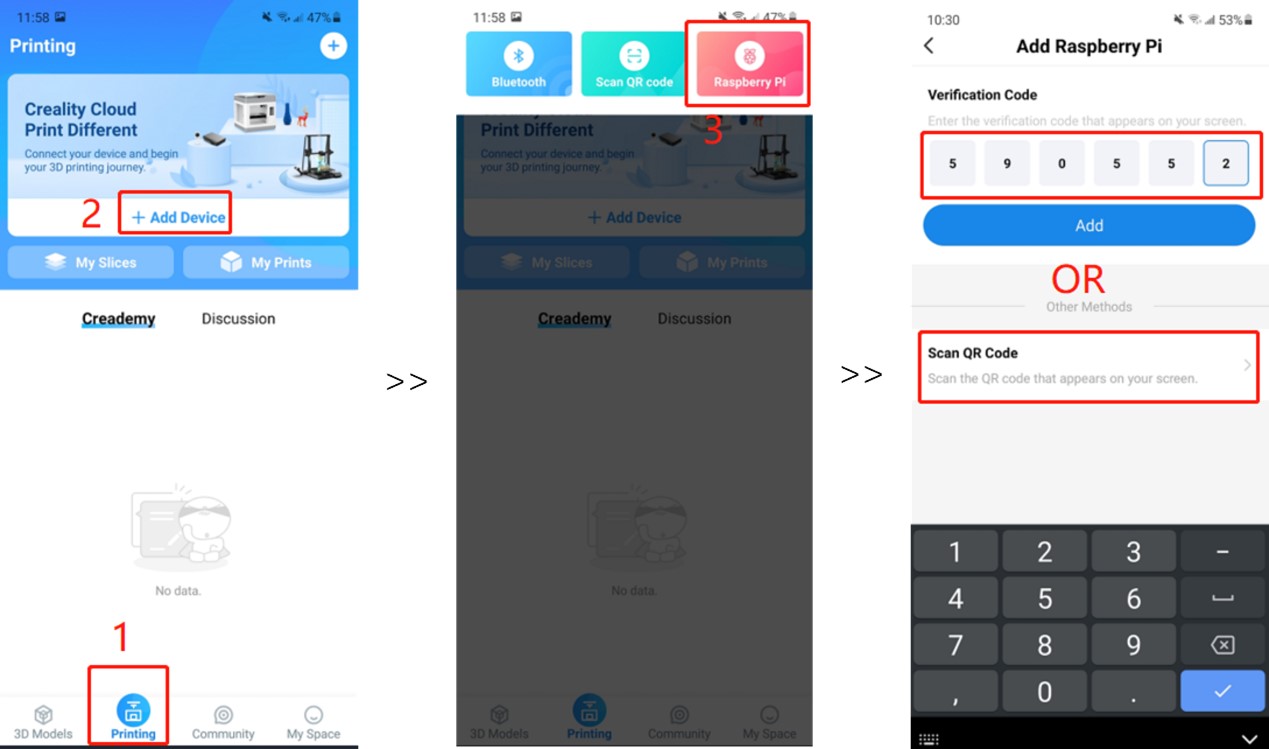 11:58
47%
Printing
Creality Cloud
Print Different
Connect your device and begin
your 3D printing journey.
2
+ Add Device
My Slices
My Prints
Creademy
Discussion
No data.
1
3D Models
Printing
Community
My Space
>>
11:58
47%
Bluetooth
Scan QR code
Raspberry Pi
3
Creality Cloud
Print Different
Connect your device and begin
your 3D printing journey.
+ Add Device
My Slices
My Prints
Creademy
Discussion
No data.
3D Models
Printing
Community
My Space
>>
10:30
53%
Add Raspberry Pi
Verification Code
Enter the verification code that appears on your screen.
5 9 0 5 5 2
Add
OR
Other Methods
Scan QR Code
Scan the QR code that appears on your screen.
1 2 3 -
4 5 6
7 8 9
, 0 .